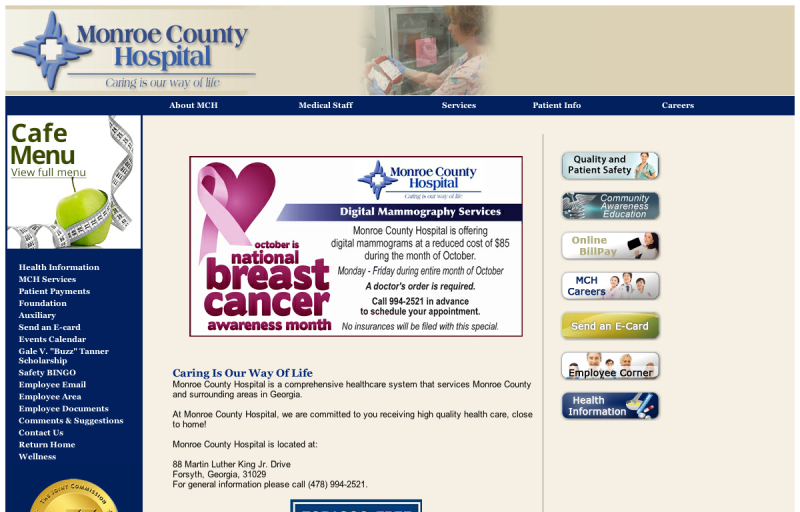 Monroe County
Hospital
Caring is our way of life
About MCH
Medical Staff
Services
Patient Info
Careers
Cafe
Menu
View full menu
Health Information
MCH Services
Patient Payments
Foundation
Auxiliary
Send an E-card
Events Calendar
Gale V. "Buzz" Tanner
Scholarship
Safety BINGO
Employee Email
Employee Area
Employee Documents
Comments & Suggestions
Contact Us
Return Home
Wellness
THE JOINT COMMISSION
Monroe County
Hospital
Caring is our way of life
Digital Mammography Services
october is
national
breast
cancer
awareness month
Monroe County Hospital is offering
digital mammograms at a reduced cost of $85
during the month of October.
Monday - Friday during entire month of October
A doctor's order is required.
Call 994-2521 in advance
to schedule your appointment.
No insurances will be filed with this special.
Caring Is Our Way Of Life
Monroe County Hospital is a comprehensive healthcare system that services Monroe County
and surrounding areas in Georgia.
At Monroe County Hospital, we are committed to you receiving high quality health care, close
to home!
Monroe County Hospital is located at:
88 Martin Luther King Jr. Drive
Forsyth, Georgia, 31029
For general information please call (478) 994-2521.
TOBACCO FREE
Quality and
Patient Safety
Community
Awareness
Education
Online
BillPay
MCH
Careers
Send an E-Card
Employee Corner
Health
Information